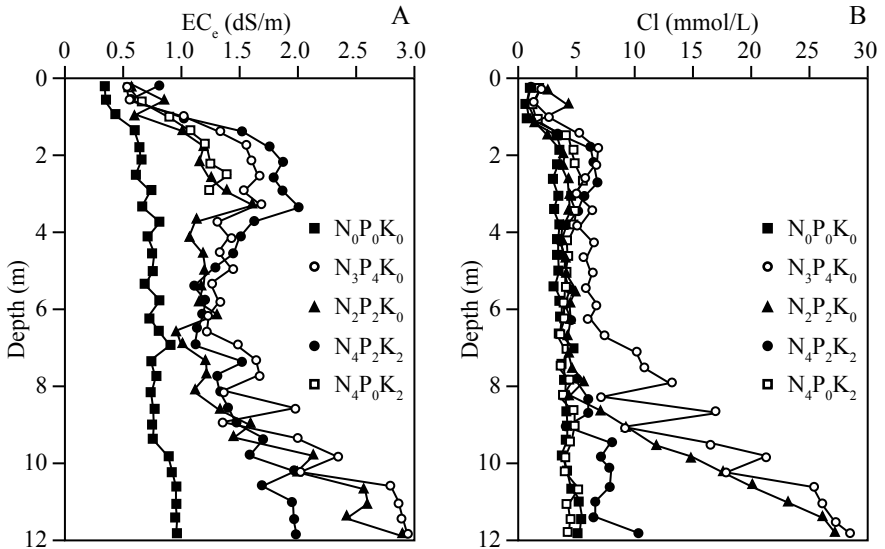 ECₑ (dS/m) A
0 0.5 1.0 1.5 2.0 2.5 3.0
0
2
4
6
8
10
12
Depth (m)
N₀P₀K₀
N₃P₄K₀
N₂P₂K₀
N₄P₂K₂
N₄P₀K₂
Cl (mmol/L) B
0 5 10 15 20 25 30
0
2
4
6
8
10
12
Depth (m)
N₀P₀K₀
N₃P₄K₀
N₂P₂K₀
N₄P₂K₂
N₄P₀K₂